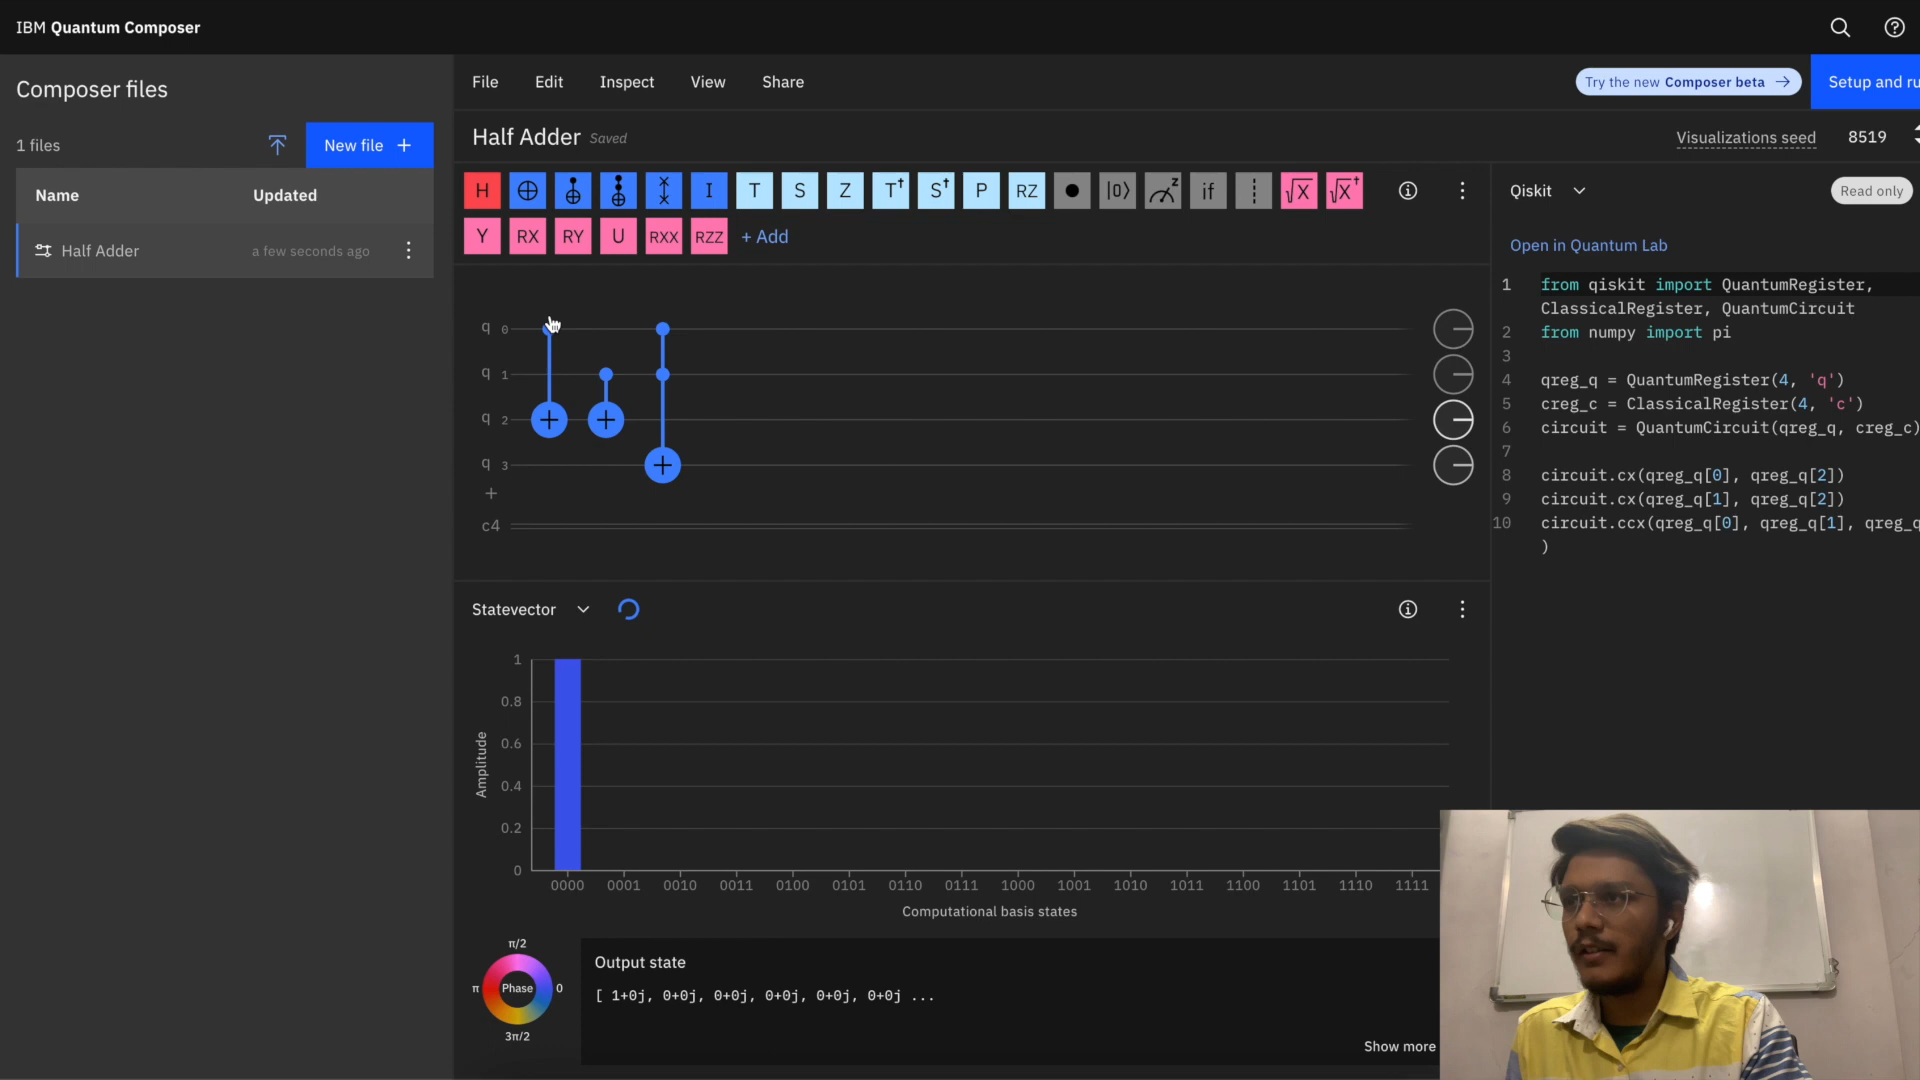 IBM Quantum Composer
Composer files
1 files
New file +
Name Updated
Half Adder a few seconds ago
File Edit Inspect View Share
Try the new Composer beta →
Setup and ru
Half Adder Saved
Visualizations seed 8519
H I T S Z T† S† P RZ |0⟩ z if √X √X†
Y RX RY U RXX RZZ + Add
q 0
q 1
q 2
q 3
+
c4
Qiskit
Read only
Open in Quantum Lab
1 from qiskit import QuantumRegister,
ClassicalRegister, QuantumCircuit
2 from numpy import pi
3
4 qreg_q = QuantumRegister(4, 'q')
5 creg_c = ClassicalRegister(4, 'c')
6 circuit = QuantumCircuit(qreg_q, creg_c)
7
8 circuit.cx(qreg_q[0], qreg_q[2])
9 circuit.cx(qreg_q[1], qreg_q[2])
10 circuit.ccx(qreg_q[0], qreg_q[1], qreg_q
)
Statevector
Amplitude
1
0.8
0.6
0.4
0.2
0
0000 0001 0010 0011 0100 0101 0110 0111 1000 1001 1010 1011 1100 1101 1110 1111
Computational basis states
π/2
π Phase 0
3π/2
Output state
[ 1+0j, 0+0j, 0+0j, 0+0j, 0+0j, 0+0j ...
Show more